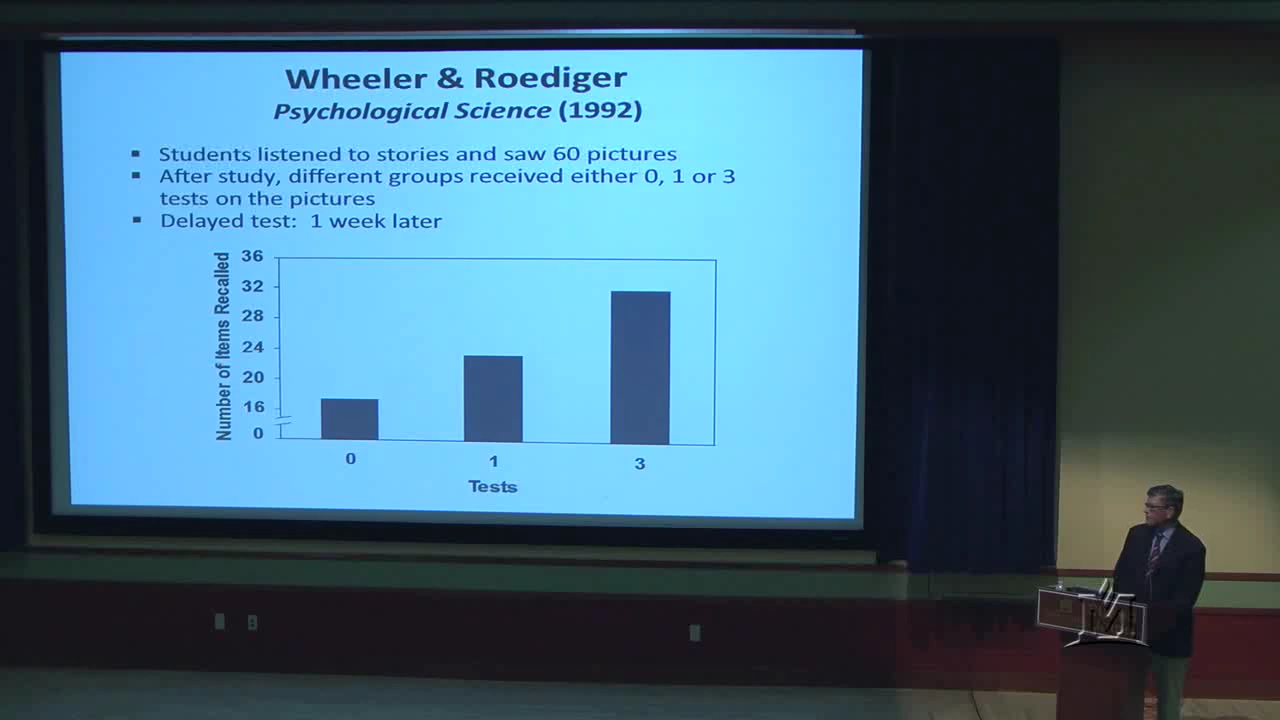 Wheeler & Roediger
Psychological Science (1992)
▪ Students listened to stories and saw 60 pictures
▪ After study, different groups received either 0, 1 or 3
tests on the pictures
▪ Delayed test: 1 week later
Number of Items Recalled
36
32
28
24
20
16
0
0 1 3
Tests